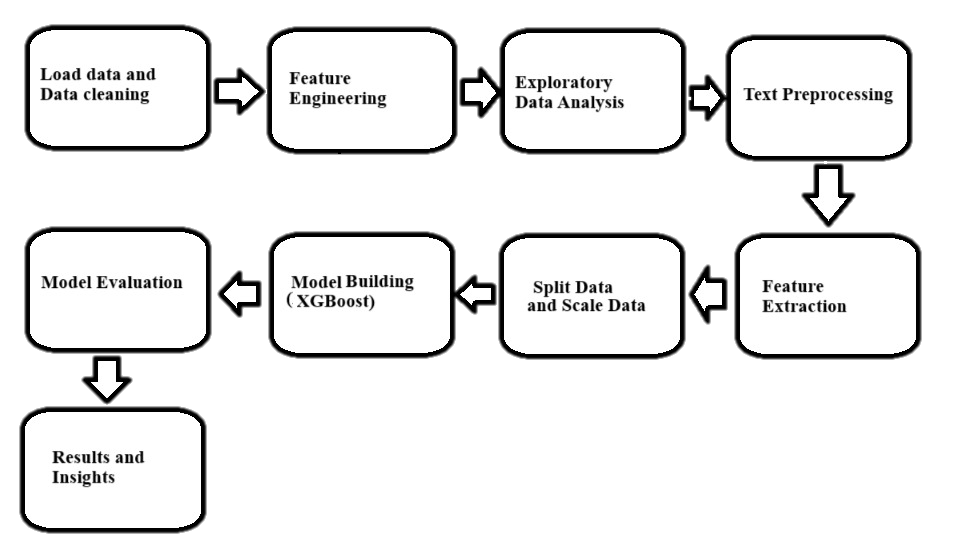 Load data and
Data cleaning
Feature
Engineering
Exploratory
Data Analysis
Text Preprocessing
Feature
Extraction
Split Data
and Scale Data
Model Building
(XGBoost)
Model Evaluation
Results and
Insights